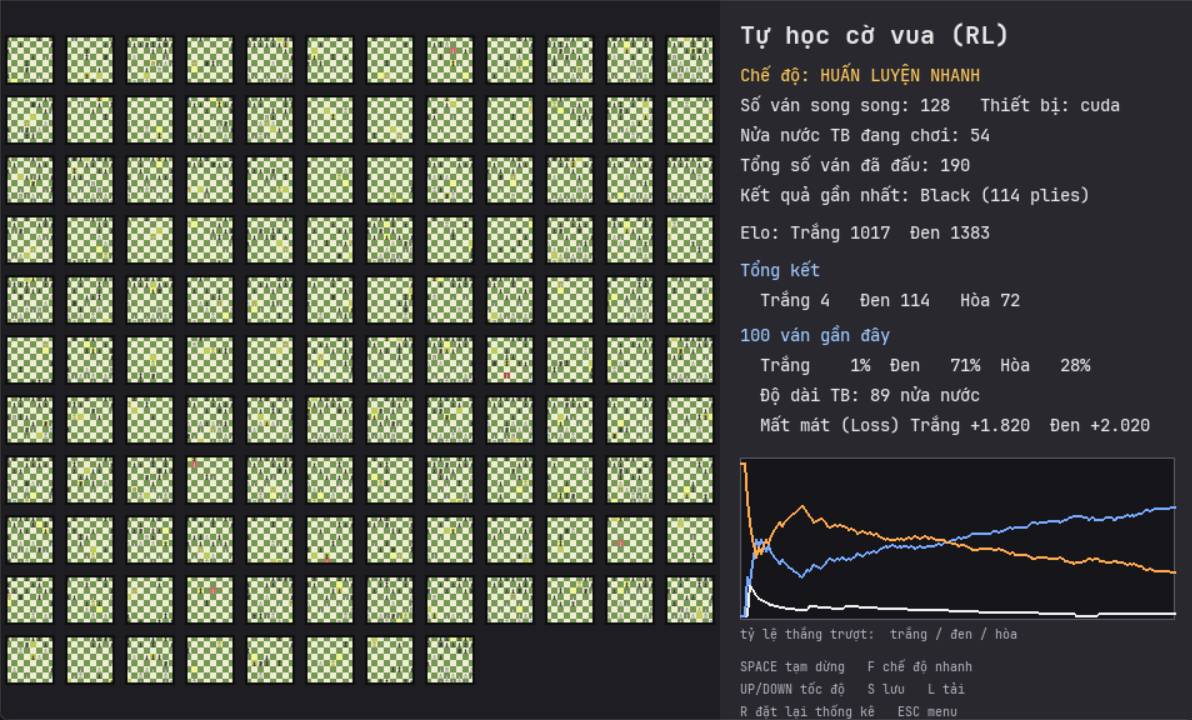 Tự học cờ vua (RL)
Chế độ: HUẤN LUYỆN NHANH
Số ván song song: 128 Thiết bị: cuda
Nửa nước TB đang chơi: 54
Tổng số ván đã đấu: 190
Kết quả gần nhất: Black (114 plies)
Elo: Trắng 1017 Đen 1383
Tổng kết
Trắng 4 Đen 114 Hòa 72
100 ván gần đây
Trắng 1% Đen 71% Hòa 28%
Độ dài TB: 89 nửa nước
Mất mát (Loss) Trắng +1.820 Đen +2.020
tỷ lệ thắng trượt: trắng / đen / hòa
SPACE tạm dừng F chế độ nhanh
UP/DOWN tốc độ S lưu L tải
R đặt lại thống kê ESC menu